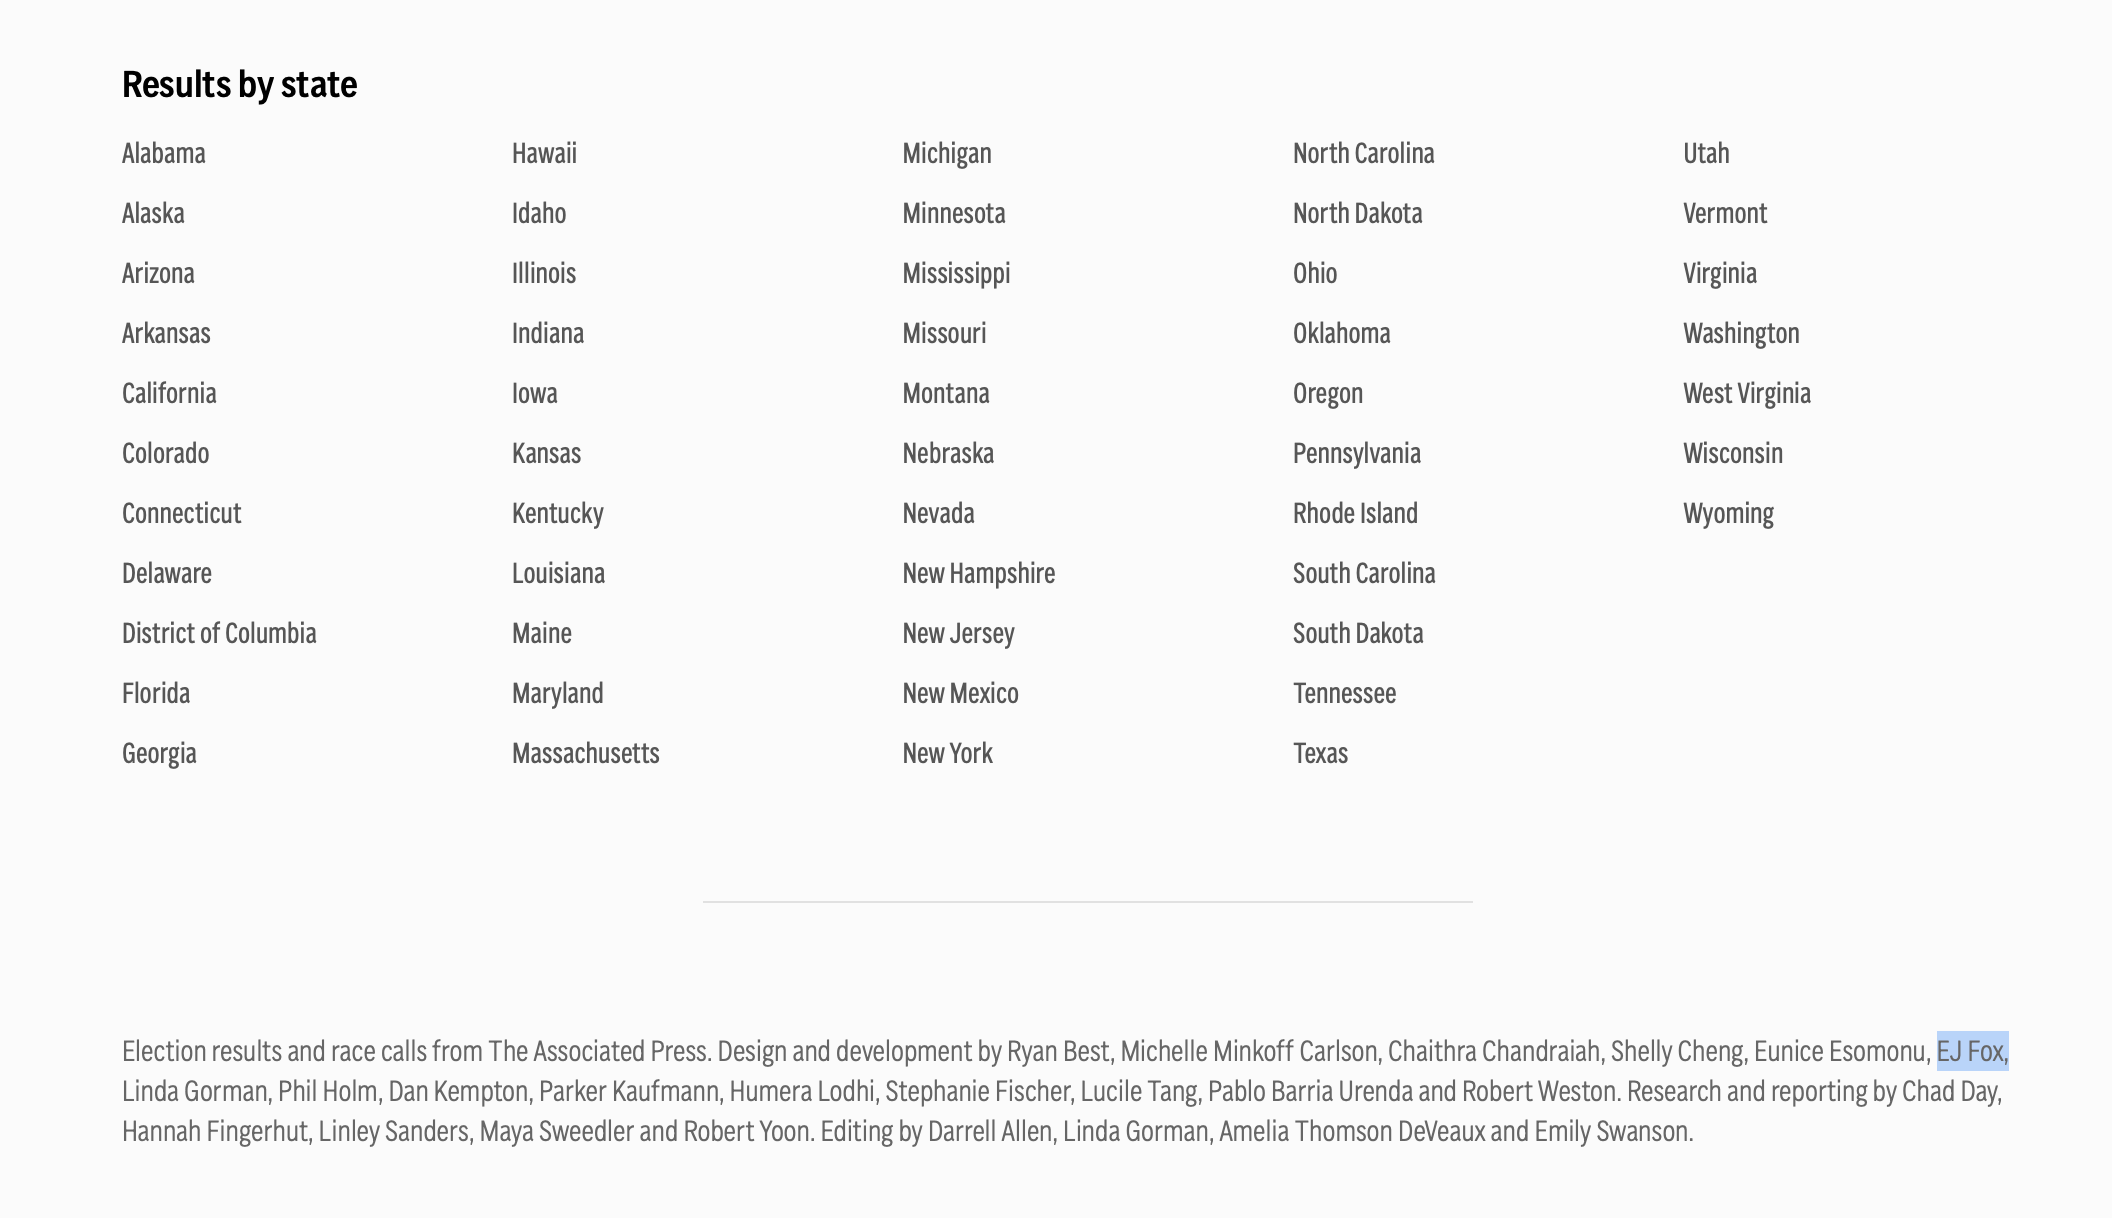 Results by state
Alabama
Alaska
Arizona
Arkansas
California
Colorado
Connecticut
Delaware
District of Columbia
Florida
Georgia
Hawaii
Idaho
Illinois
Indiana
Iowa
Kansas
Kentucky
Louisiana
Maine
Maryland
Massachusetts
Michigan
Minnesota
Mississippi
Missouri
Montana
Nebraska
Nevada
New Hampshire
New Jersey
New Mexico
New York
North Carolina
North Dakota
Ohio
Oklahoma
Oregon
Pennsylvania
Rhode Island
South Carolina
South Dakota
Tennessee
Texas
Utah
Vermont
Virginia
Washington
West Virginia
Wisconsin
Wyoming
Election results and race calls from The Associated Press. Design and development by Ryan Best, Michelle Minkoff Carlson, Chaithra Chandraiah, Shelly Cheng, Eunice Esomonu, EJ Fox,
Linda Gorman, Phil Holm, Dan Kempton, Parker Kaufmann, Humera Lodhi, Stephanie Fischer, Lucile Tang, Pablo Barria Urenda and Robert Weston. Research and reporting by Chad Day,
Hannah Fingerhut, Linley Sanders, Maya Sweedler and Robert Yoon. Editing by Darrell Allen, Linda Gorman, Amelia Thomson DeVeaux and Emily Swanson.